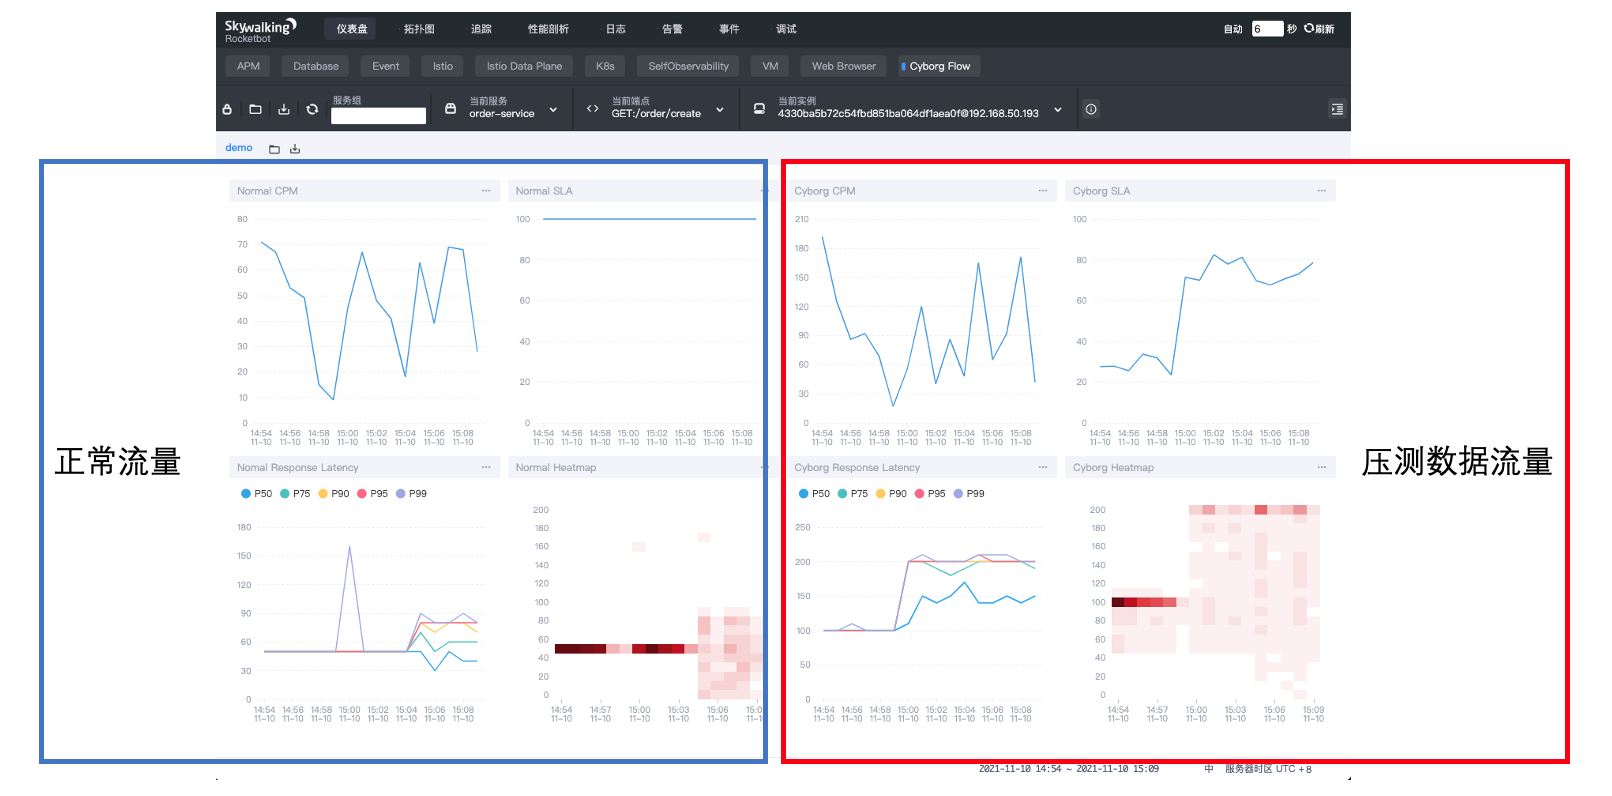 Skywalking
Rocketbot
仪表盘 拓扑图 追踪 性能剖析 日志 告警 事件 调试
自动 6 秒 刷新
APM Database Event Istio Istio Data Plane K8s SelfObservability VM Web Browser Cyborg Flow
服务组
当前服务
order-service
当前端点
GET:/order/create
当前实例
4330ba5b72c54fbd851ba064df1aea0f@192.168.50.193
demo
正常流量
Normal CPM
80
70
60
50
40
30
20
10
0
14:54 14:56 14:58 15:00 15:02 15:04 15:06 15:08
11-10 11-10 11-10 11-10 11-10 11-10 11-10 11-10
Normal SLA
100
80
60
40
20
0
14:54 14:56 14:58 15:00 15:02 15:04 15:06 15:08
11-10 11-10 11-10 11-10 11-10 11-10 11-10 11-10
Cyborg CPM
210
180
150
120
90
60
30
0
14:54 14:56 14:58 15:00 15:02 15:04 15:06 15:08
11-10 11-10 11-10 11-10 11-10 11-10 11-10 11-10
Cyborg SLA
100
80
60
40
20
0
14:54 14:56 14:58 15:00 15:02 15:04 15:06 15:08
11-10 11-10 11-10 11-10 11-10 11-10 11-10 11-10
压测数据流量
Nomal Response Latency
P50 P75 P90 P95 P99
180
150
120
90
60
30
0
14:54 14:56 14:58 15:00 15:02 15:04 15:06 15:08
11-10 11-10 11-10 11-10 11-10 11-10 11-10 11-10
Normal Heatmap
200
180
160
140
120
100
80
60
40
20
0
14:54 14:57 15:00 15:03 15:06
11-10 11-10 11-10 11-10 11-10
Cyborg Response Latency
P50 P75 P90 P95 P99
250
200
150
100
50
0
14:54 14:56 14:58 15:00 15:02 15:04 15:06 15:08
11-10 11-10 11-10 11-10 11-10 11-10 11-10 11-10
Cyborg Heatmap
200
180
160
140
120
100
80
60
40
20
0
14:54 14:57 15:00 15:03 15:06 15:09
11-10 11-10 11-10 11-10 11-10 11-10
2021-11-10 14:54 ~ 2021-11-10 15:09 中 服务器时区 UTC +8